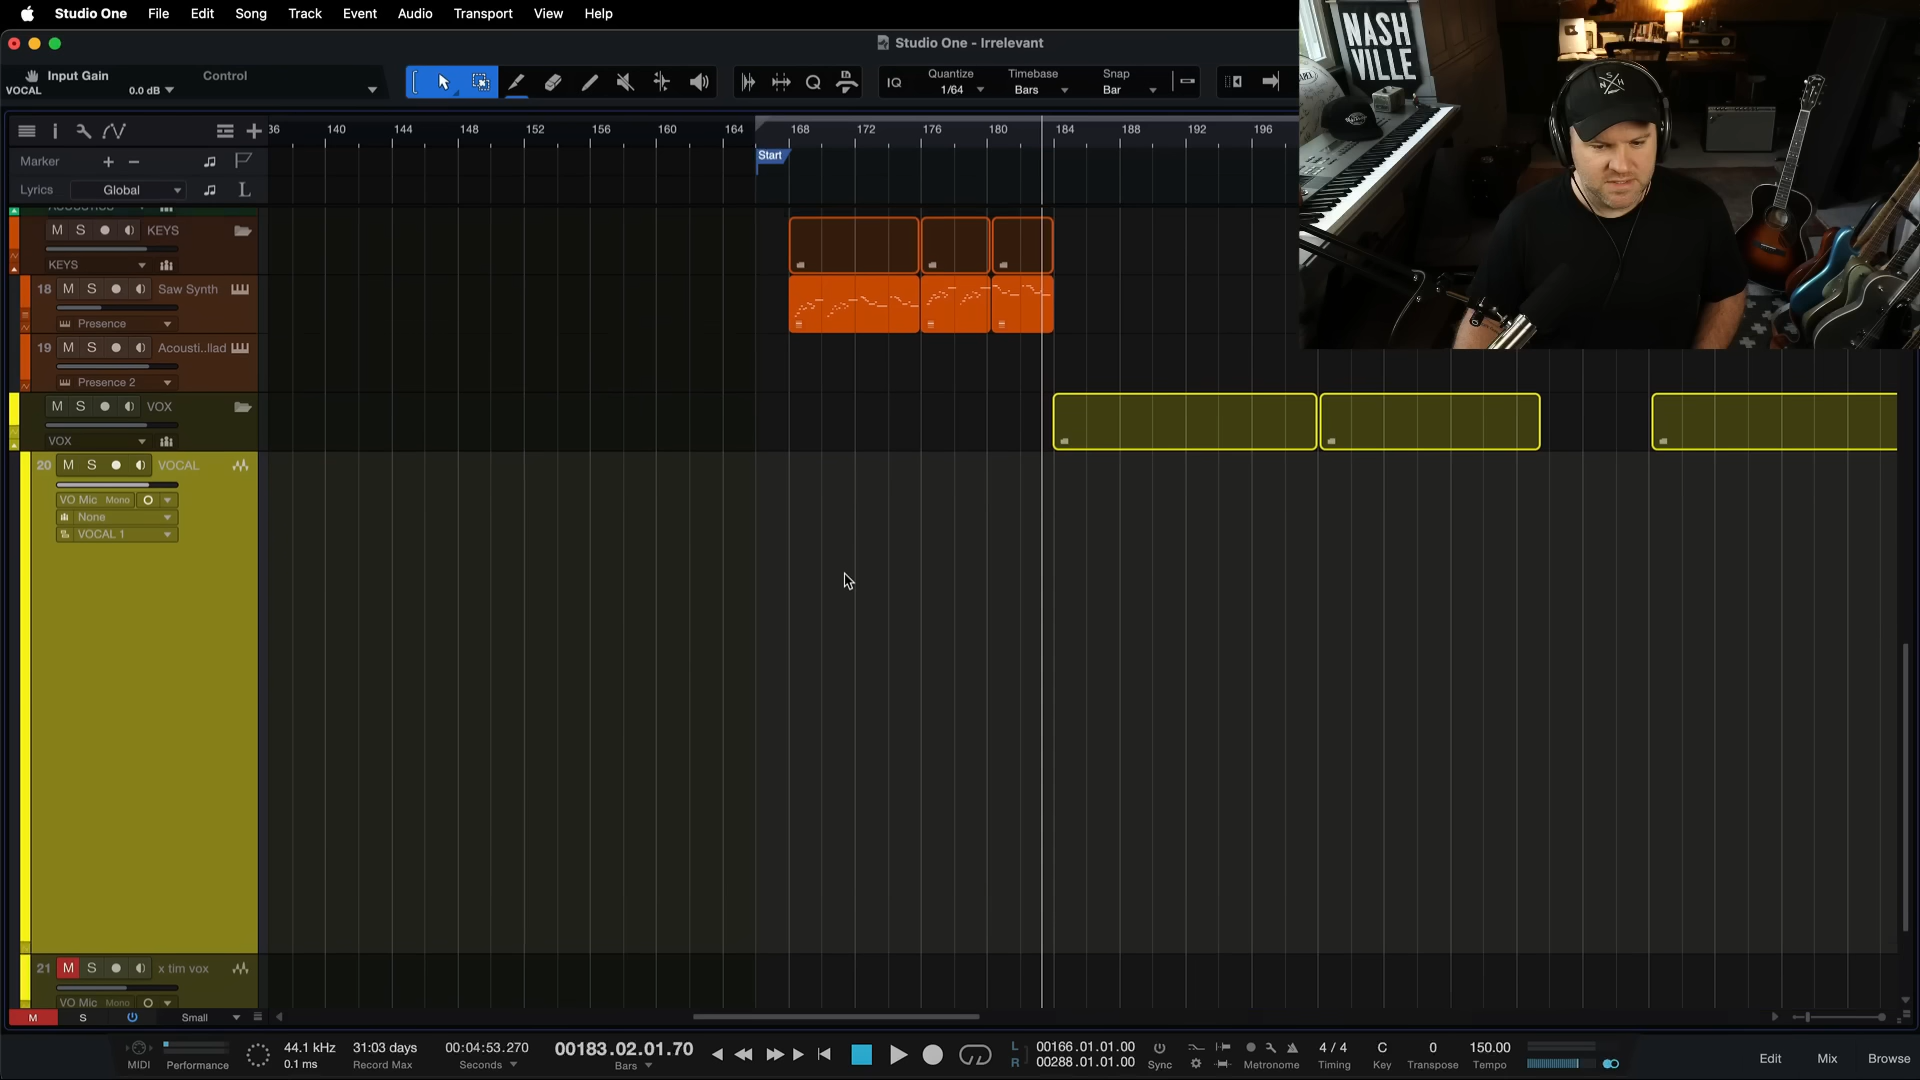 Studio One File Edit Song Track Event Audio Transport View Help
Studio One - Irrelevant
NASH
VILLE
Input Gain Control
VOCAL 0.0 dB
IQ Quantize Timebase Snap
1/64 Bars Bar
36 140 144 148 152 156 160 164 168 172 176 180 184 188 192 196
Marker
Start
Lyrics Global L
M S KEYS
KEYS
18 M S Saw Synth
Presence
19 M S Acousti..llad
Presence 2
M S VOX
VOX
20 M S VOCAL
VO Mic Mono
None
VOCAL 1
21 M S x tim vox
VO Mic Mono
M S Small
MIDI Performance
44.1 kHz
0.1 ms
31:03 days
Record Max
00:04:53.270
Seconds
00183.02.01.70
Bars
L 00166.01.01.00
R 00288.01.01.00
Sync
Metronome
4 / 4
Timing
C
Key
0
Transpose
150.00
Tempo
Edit Mix Browse